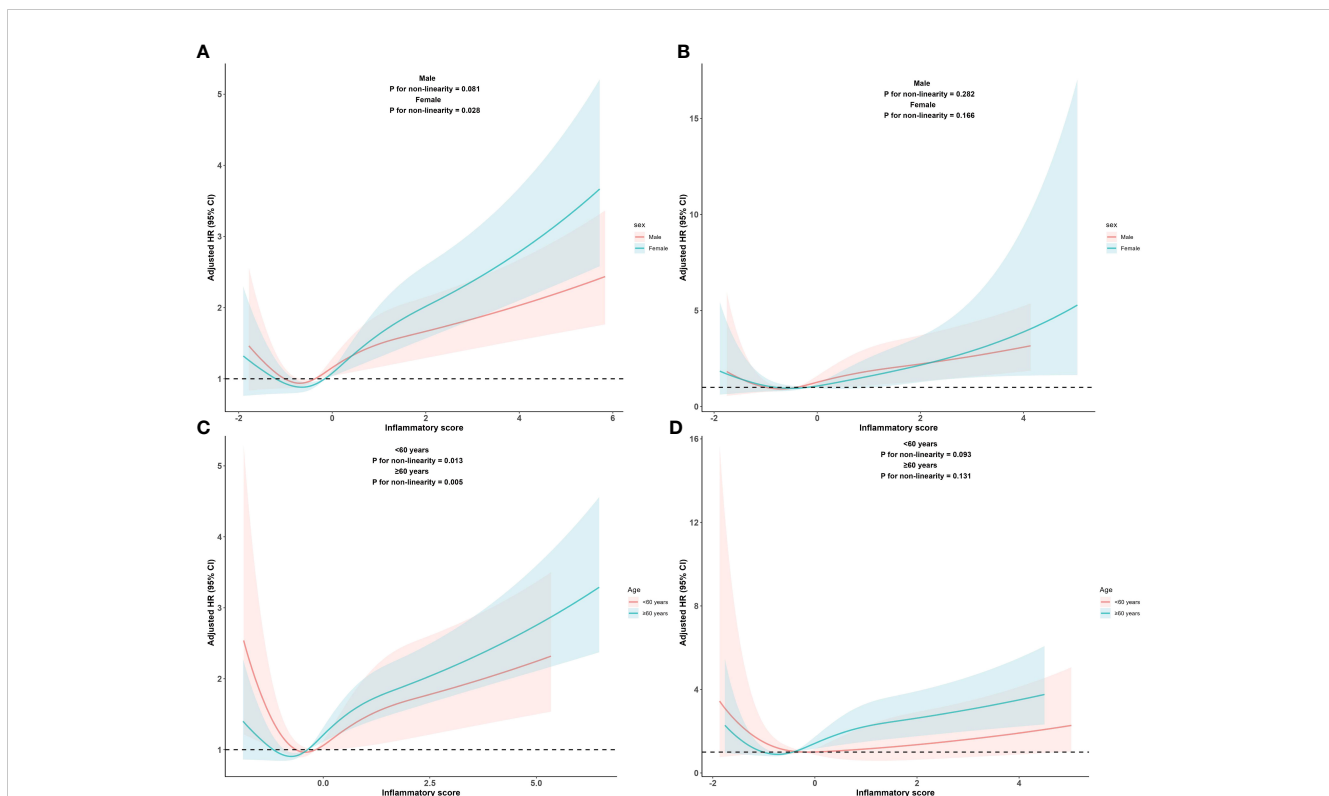 A
Male
P for non-linearity = 0.081
Female
P for non-linearity = 0.028
5
4
3
2
1
Adjusted HR (95% CI)
-2
0
2
4
6
Inflammatory score
sex
Male
Female
B
Male
P for non-linearity = 0.282
Female
P for non-linearity = 0.166
15
10
5
0
Adjusted HR (95% CI)
-2
0
2
4
Inflammatory score
sex
Male
Female
C
<60 years
P for non-linearity = 0.013
≥60 years
P for non-linearity = 0.005
5
4
3
2
1
Adjusted HR (95% CI)
0.0
2.5
5.0
Inflammatory score
Age
<60 years
≥60 years
D
<60 years
P for non-linearity = 0.093
≥60 years
P for non-linearity = 0.131
16
12
8
4
0
Adjusted HR (95% CI)
-2
0
2
4
Inflammatory score
Age
<60 years
≥60 years